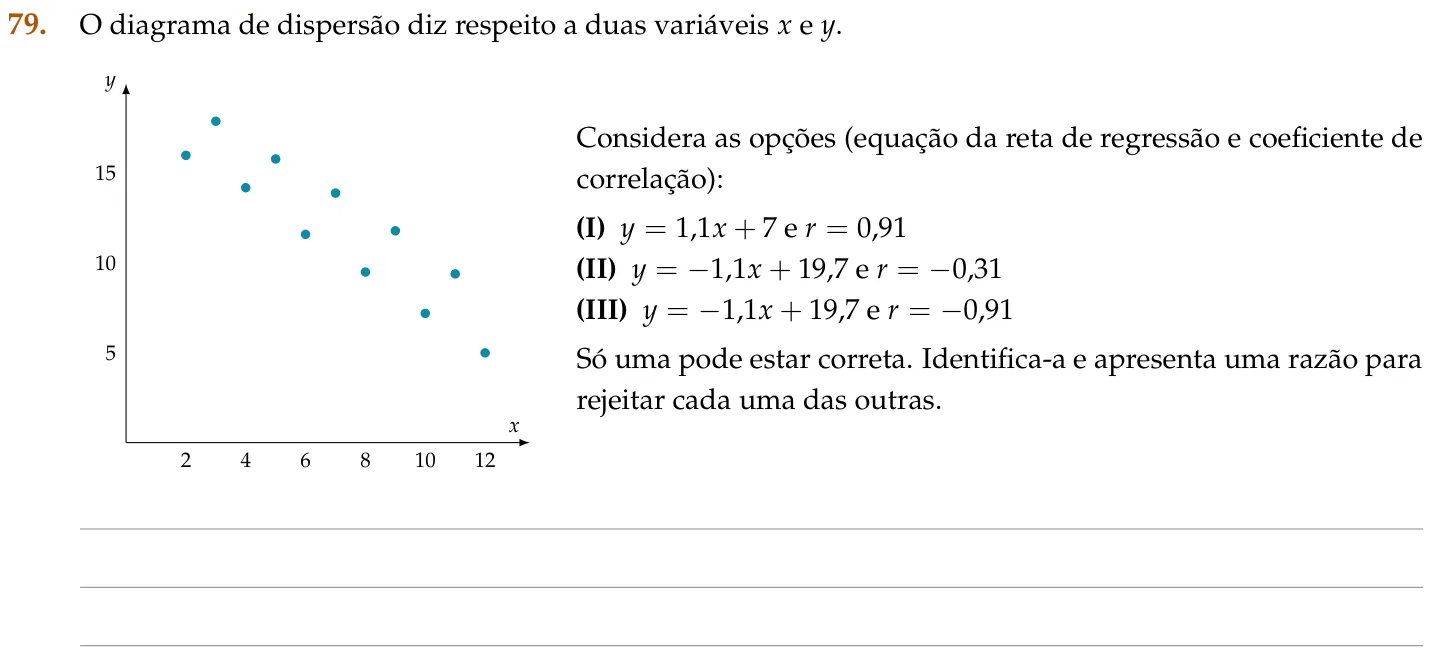 79. O diagrama de dispersão diz respeito a duas variáveis x e y.
y
15
10
5
x
2 4 6 8 10 12
Considera as opções (equação da reta de regressão e coeficiente de
correlação):
(I) y = 1,1x + 7 e r = 0,91
(II) y = −1,1x + 19,7 e r = −0,31
(III) y = −1,1x + 19,7 e r = −0,91
Só uma pode estar correta. Identifica-a e apresenta uma razão para
rejeitar cada uma das outras.